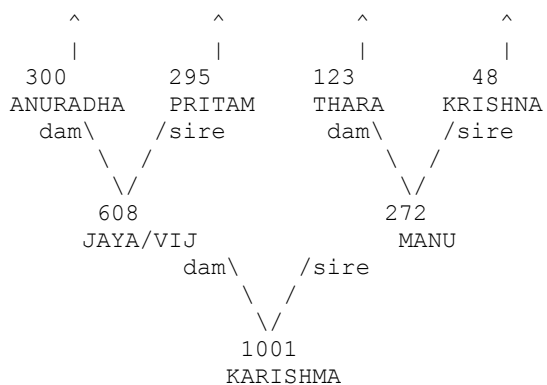 ^ ^ ^ ^
| | | |
300 295 123 48
ANURADHA PRITAM THARA KRISHNA
dam\ /sire dam\ /sire
\ / \ /
\/ \/
608 272
JAYA/VIJ MANU
dam\ /sire
\ /
\/
1001
KARISHMA